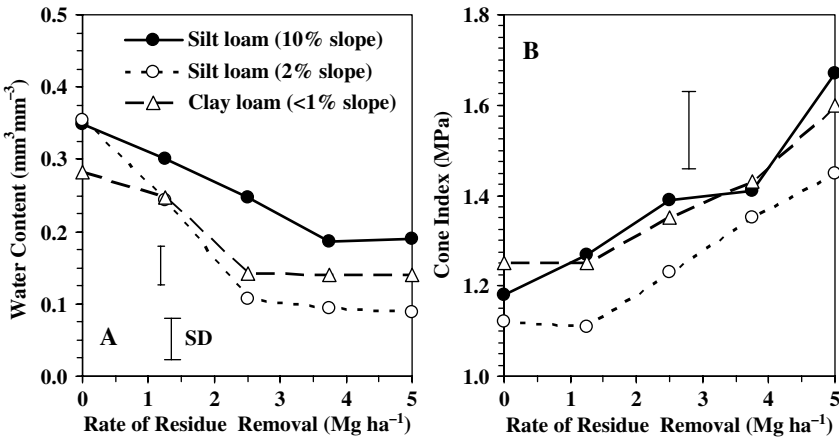 0.5
0.4
0.3
0.2
0.1
0.0
Water Content (mm³ mm⁻³)
Silt loam (10% slope)
Silt loam (2% slope)
Clay loam (<1% slope)
A
SD
0 1 2 3 4 5
Rate of Residue Removal (Mg ha⁻¹)
1.8
1.6
1.4
1.2
1.0
Cone Index (MPa)
B
0 1 2 3 4 5
Rate of Residue Removal (Mg ha⁻¹)